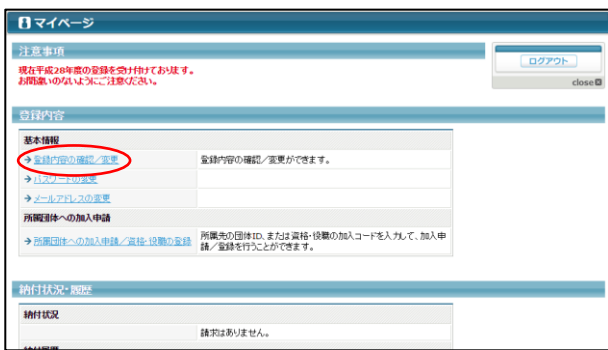 マイページ
注意事項
現在平成28年度の登録を受け付けております。
お間違いのないようにご注意ください。
ログアウト
close
登録内容
基本情報
登録内容の確認／変更
登録内容の確認／変更ができます。
パスワードの変更
メールアドレスの変更
所属団体への加入申請
所属団体への加入申請／資格・役職の登録
所属先の団体ID、または資格・役職の加入コードを入力して、加入申
請／登録を行うことができます。
納付状況・履歴
納付状況
請求はありません。
納付履歴